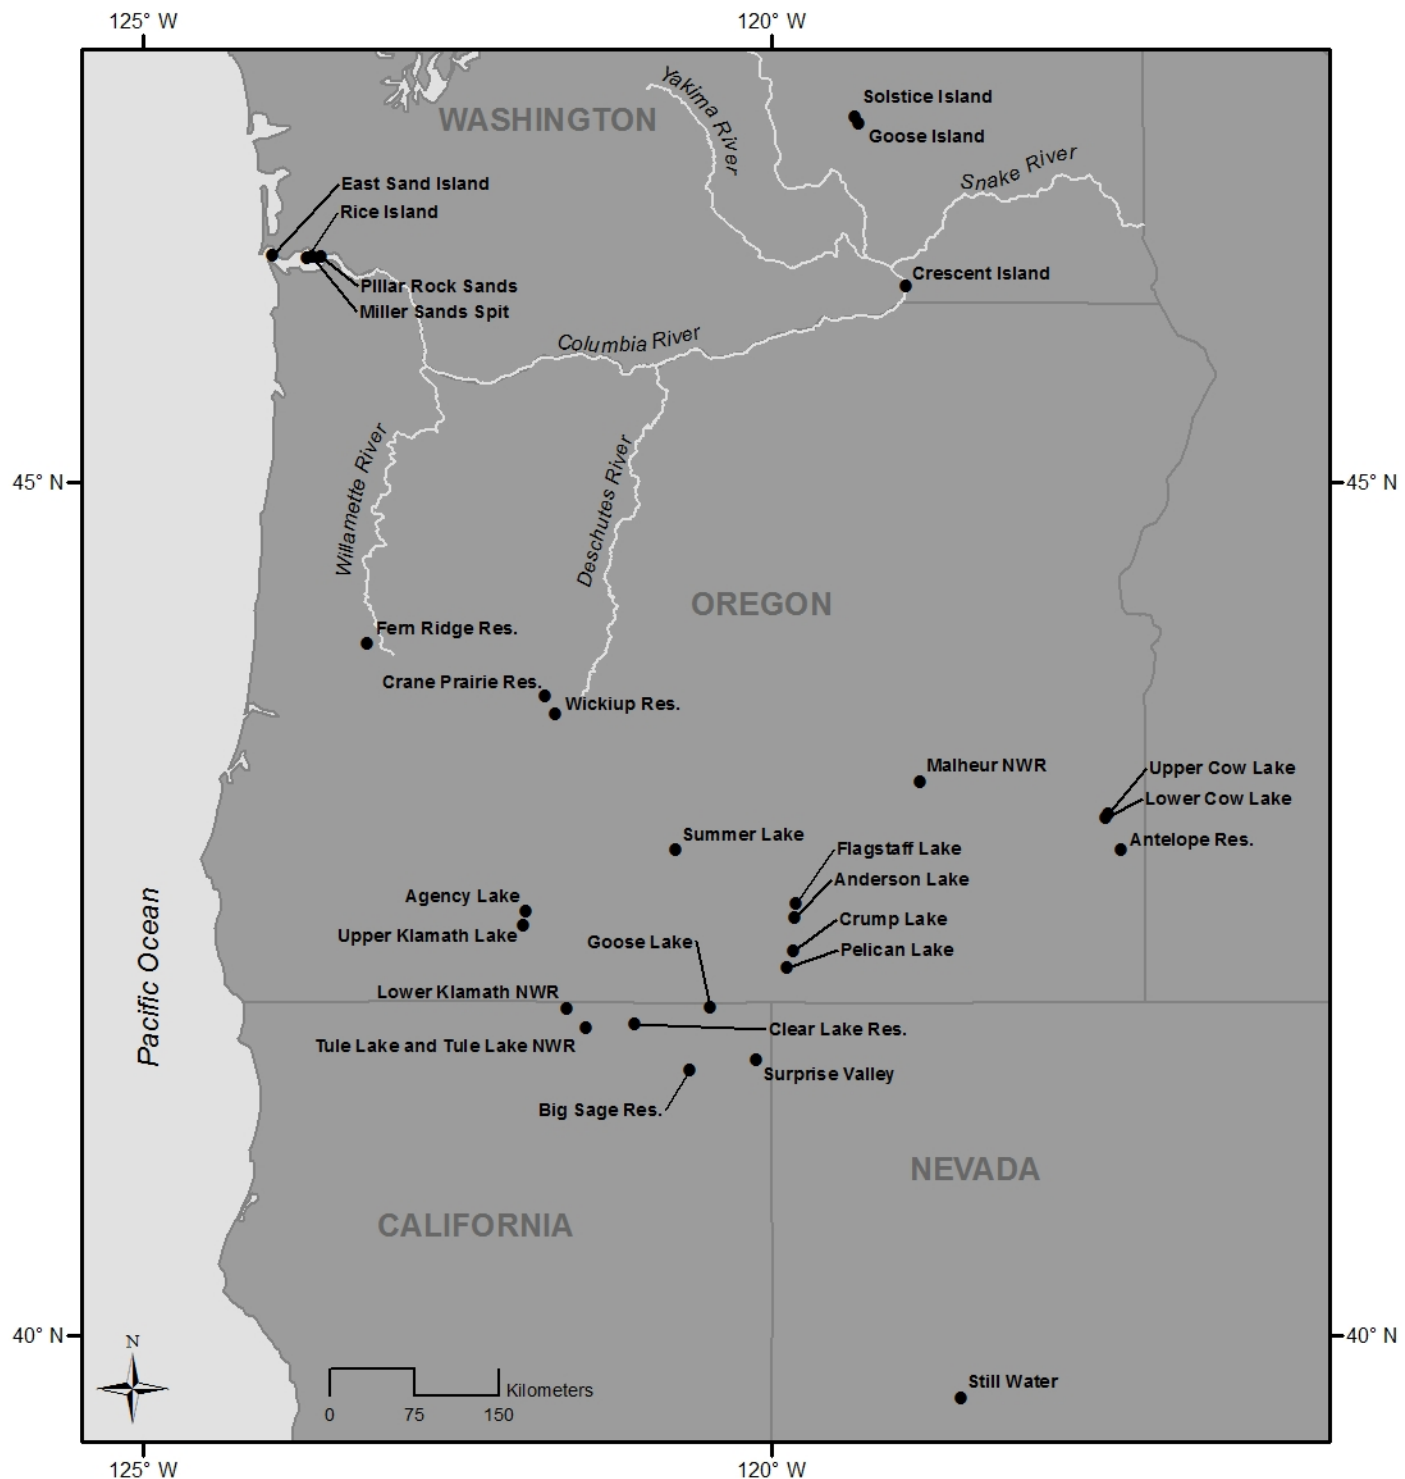 125° W
120° W
Yakima River
Solstice Island
WASHINGTON
Goose Island
Snake River
East Sand Island
Rice Island
Crescent Island
PIllar Rock Sands
Miller Sands Spit
Columbia River
45° N
45° N
Willamette River
Deschutes River
OREGON
Fern Ridge Res.
Crane Prairie Res.
Wickiup Res.
Malheur NWR
Upper Cow Lake
Lower Cow Lake
Summer Lake
Antelope Res.
Flagstaff Lake
Anderson Lake
Agency Lake
Crump Lake
Upper Klamath Lake
Goose Lake
Pelican Lake
Pacific Ocean
Lower Klamath NWR
Clear Lake Res.
Tule Lake and Tule Lake NWR
Surprise Valley
Big Sage Res.
NEVADA
CALIFORNIA
40° N
40° N
N
Still Water
Kilometers
0 75 150
125° W
120° W